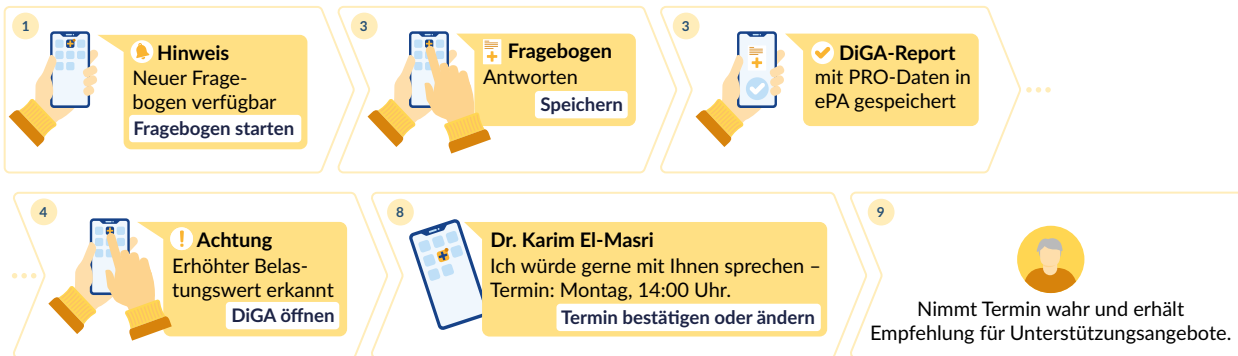 1
Hinweis
Neuer Frage-
bogen verfügbar
Fragebogen starten
3
Fragebogen
Antworten
Speichern
3
DiGA-Report
mit PRO-Daten in
ePA gespeichert
4
Achtung
Erhöhter Belas-
tungswert erkannt
DiGA öffnen
8
Dr. Karim El-Masri
Ich würde gerne mit Ihnen sprechen –
Termin: Montag, 14:00 Uhr.
Termin bestätigen oder ändern
9
Nimmt Termin wahr und erhält
Empfehlung für Unterstützungsangebote.